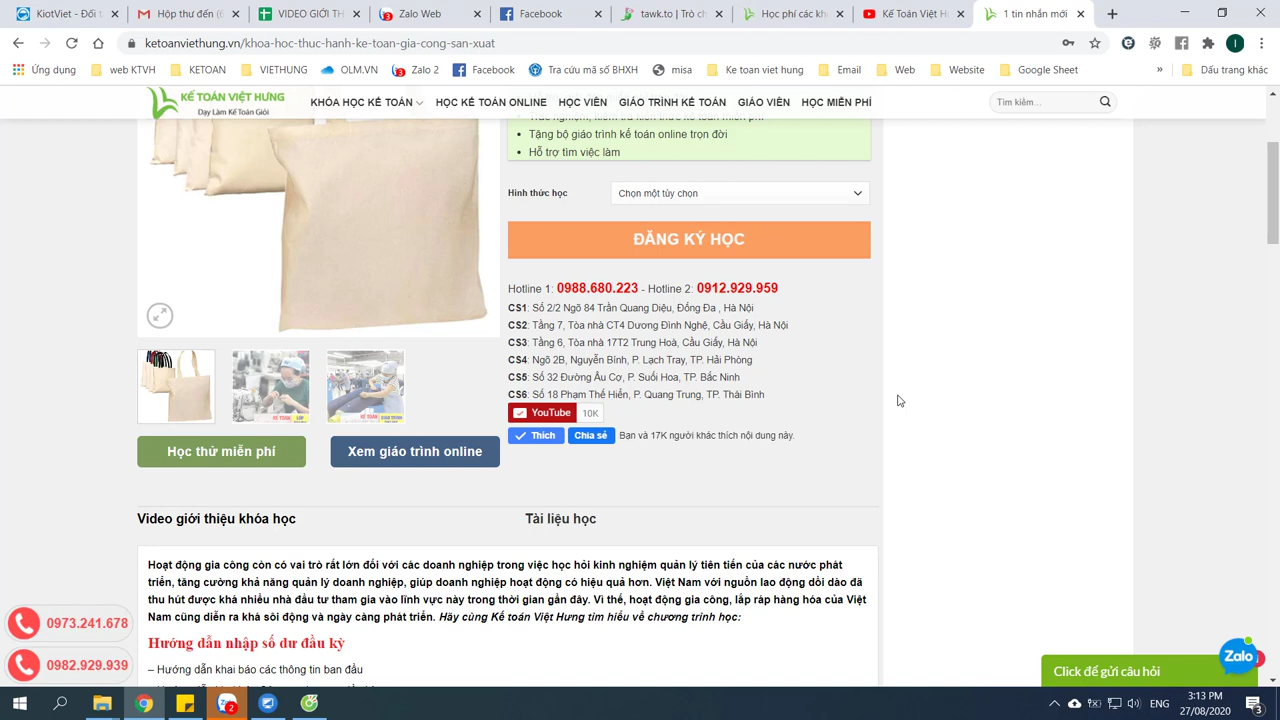 KiotViet - Đối t
Hộp thư đến (6
VIDEO GIỚI TH
Zalo Web
Facebook
tawk.to | Trò ch
Học phí các kh
Kế Toán Việt H
1 tin nhắn mới
ketoanviethung.vn/khoa-hoc-thuc-hanh-ke-toan-gia-cong-san-xuat
Ứng dụng
web KTVH
KETOAN
VIETHUNG
OLM.VN
Zalo 2
Facebook
Tra cứu mã số BHXH
misa
Ke toan viet hung
Email
Web
Website
Google Sheet
»
Dấu trang khác
KẾ TOÁN VIỆT HƯNG
Dạy Làm Kế Toán Giỏi
KHÓA HỌC KẾ TOÁN
HỌC KẾ TOÁN ONLINE
HỌC VIÊN
GIÁO TRÌNH KẾ TOÁN
GIÁO VIÊN
HỌC MIỄN PHÍ
Tìm kiếm...
• Tặng bộ giáo trình kế toán online trọn đời
• Hỗ trợ tìm việc làm
Hình thức học
Chọn một tùy chọn
ĐĂNG KÝ HỌC
Hotline 1: 0988.680.223 - Hotline 2: 0912.929.959
CS1: Số 2/2 Ngõ 84 Trần Quang Diệu, Đống Đa , Hà Nội
CS2: Tầng 7, Tòa nhà CT4 Dương Đình Nghệ, Cầu Giấy, Hà Nội
CS3: Tầng 6, Tòa nhà 17T2 Trung Hoà, Cầu Giấy, Hà Nội
CS4: Ngõ 2B, Nguyễn Bình, P. Lạch Tray, TP. Hải Phòng
CS5: Số 32 Đường Âu Cơ, P. Suối Hoa, TP. Bắc Ninh
CS6: Số 18 Phạm Thế Hiển, P. Quang Trung, TP. Thái Bình
YouTube 10K
Thích
Chia sẻ
Bạn và 17K người khác thích nội dung này.
Học thử miễn phí
Xem giáo trình online
Video giới thiệu khóa học
Tài liệu học
Hoạt động gia công còn có vai trò rất lớn đối với các doanh nghiệp trong việc học hỏi kinh nghiệm quản lý tiên tiến của các nước phát
triển, tăng cường khả năng quản lý doanh nghiệp, giúp doanh nghiệp hoạt động có hiệu quả hơn. Việt Nam với nguồn lao động dồi dào đã
thu hút được khá nhiều nhà đầu tư tham gia vào lĩnh vực này trong thời gian gần đây. Vì thế, hoạt động gia công, lắp ráp hàng hóa của Việt
Nam cũng diễn ra khá sôi động và ngày càng phát triển. Hãy cùng Kế toán Việt Hưng tìm hiểu về chương trình học:
Hướng dẫn nhập số dư đầu kỳ
– Hướng dẫn khai báo các thông tin ban đầu
0973.241.678
0982.929.939
Click để gửi câu hỏi
Zalo
ENG
3:13 PM
27/08/2020